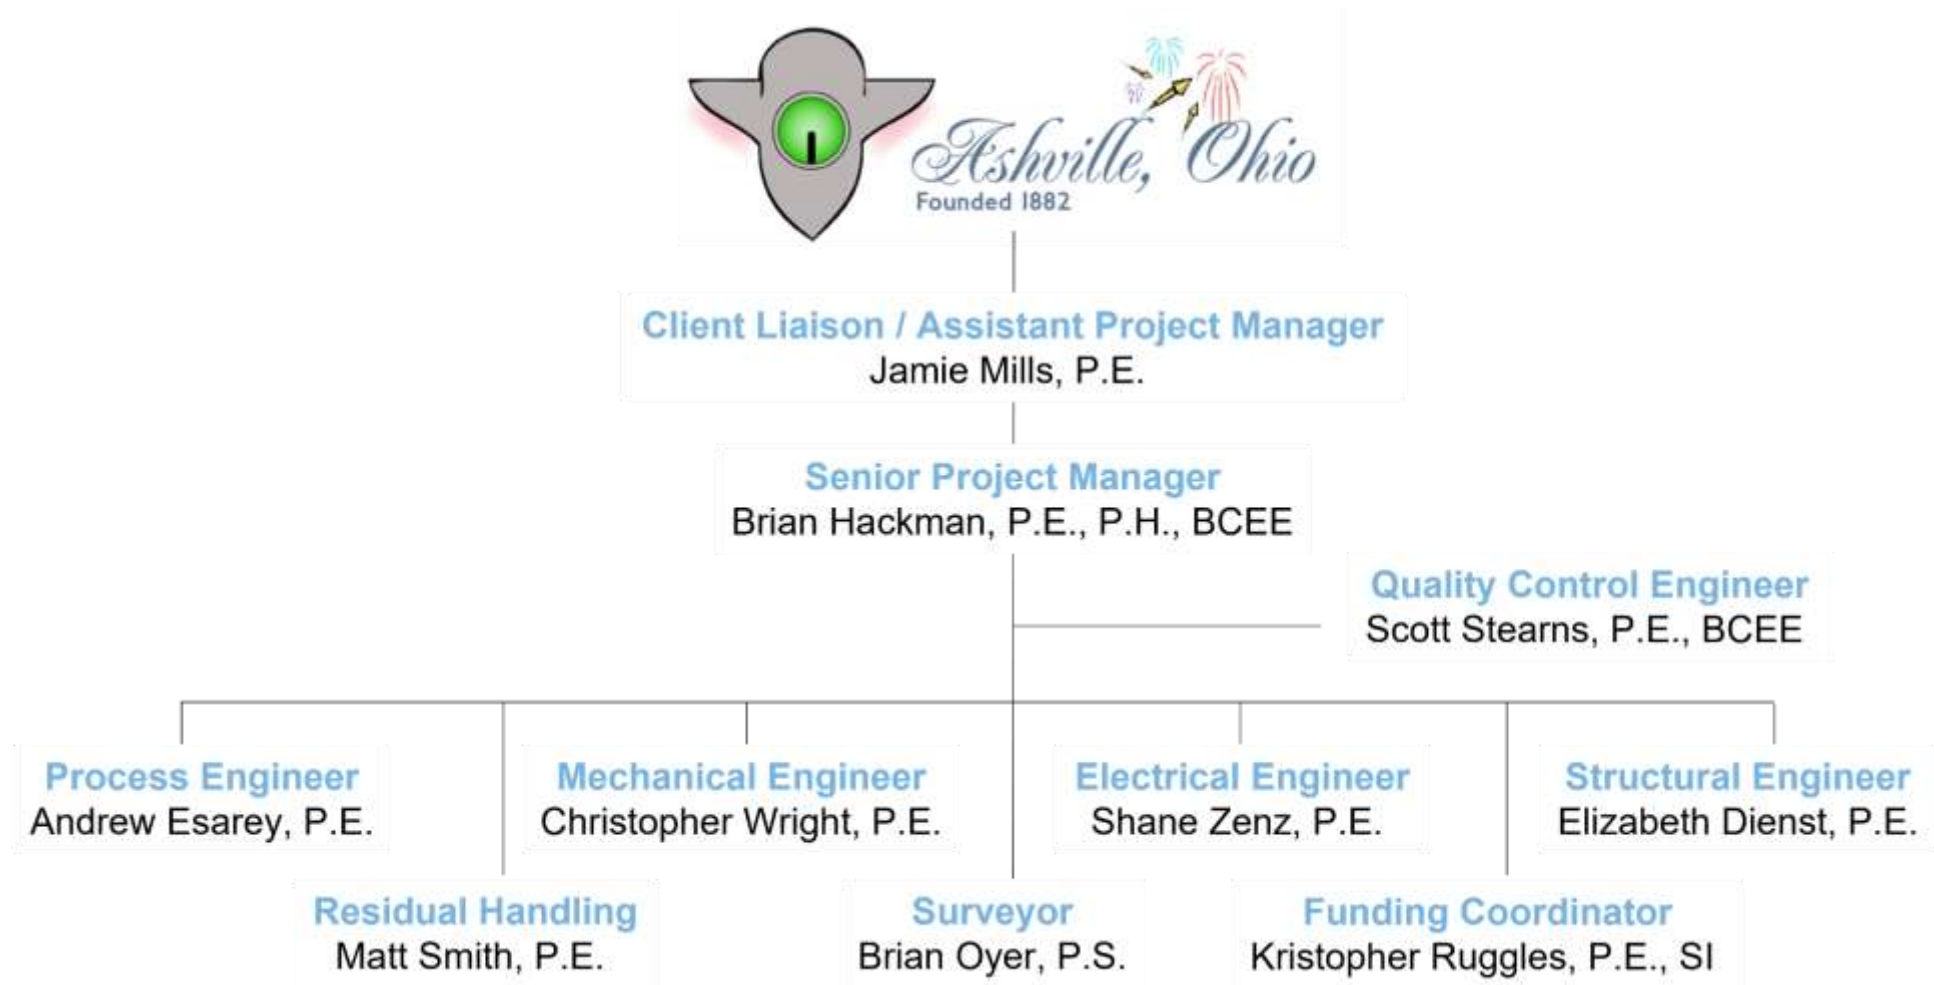 Ashville, Ohio
Founded 1882
Client Liaison / Assistant Project Manager
Jamie Mills, P.E.
Senior Project Manager
Brian Hackman, P.E., P.H., BCEE
Quality Control Engineer
Scott Stearns, P.E., BCEE
Process Engineer
Andrew Esarey, P.E.
Mechanical Engineer
Christopher Wright, P.E.
Electrical Engineer
Shane Zenz, P.E.
Structural Engineer
Elizabeth Dienst, P.E.
Residual Handling
Matt Smith, P.E.
Surveyor
Brian Oyer, P.S.
Funding Coordinator
Kristopher Ruggles, P.E., SI